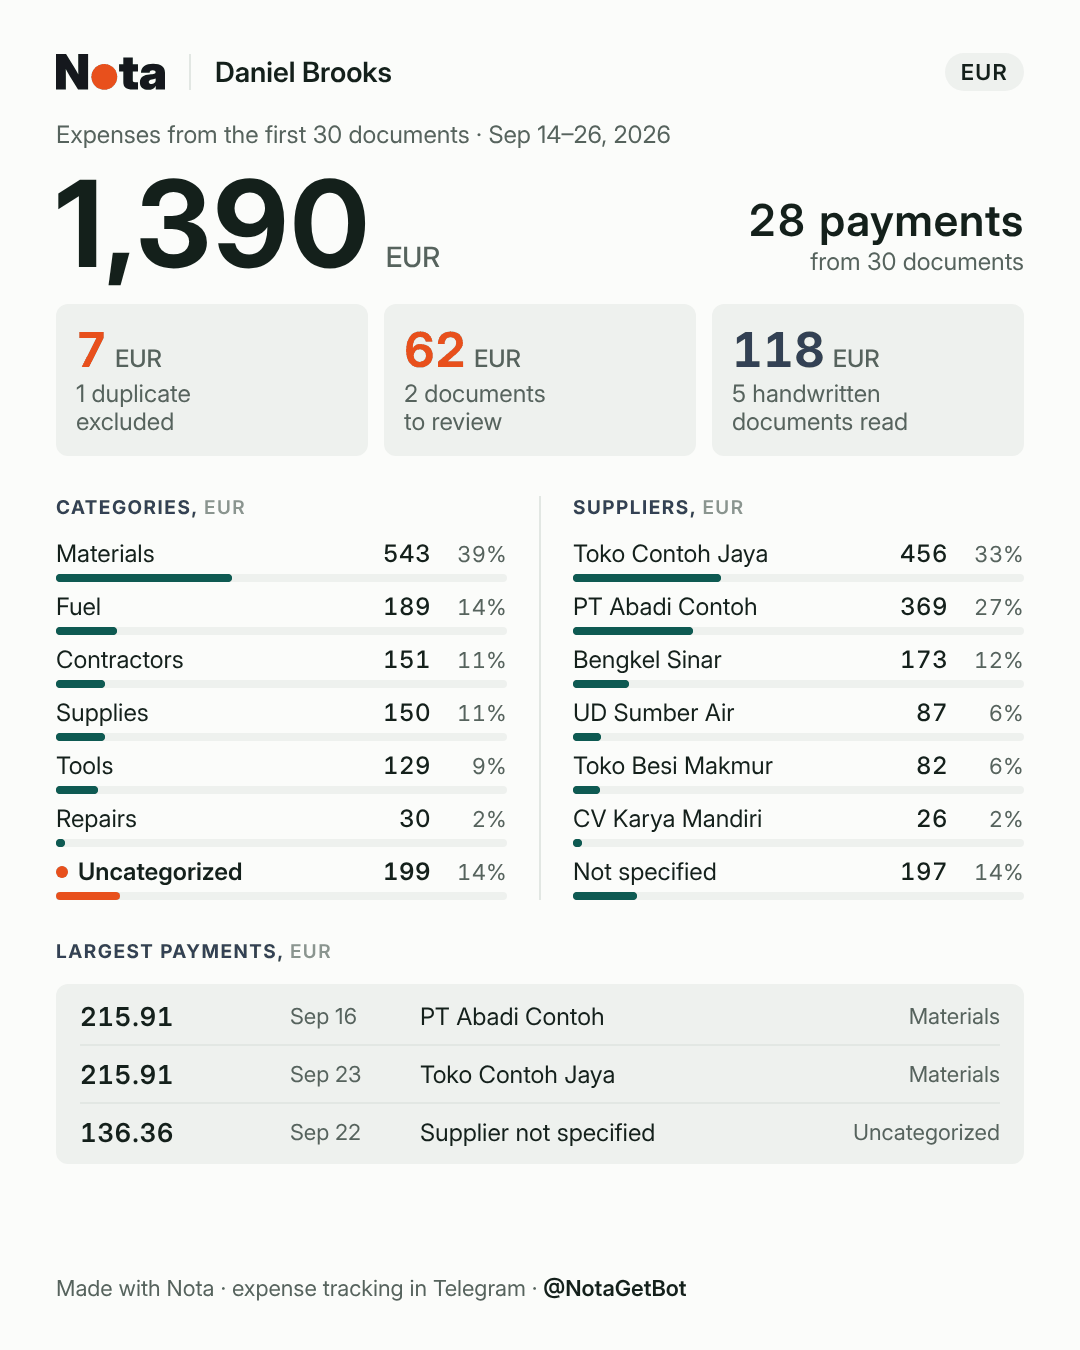 Nota
Daniel Brooks
EUR
Expenses from the first 30 documents · Sep 14–26, 2026
1,390 EUR
28 payments
from 30 documents
7 EUR
1 duplicate
excluded
62 EUR
2 documents
to review
118 EUR
5 handwritten
documents read
CATEGORIES, EUR
Materials 543 39%
Fuel 189 14%
Contractors 151 11%
Supplies 150 11%
Tools 129 9%
Repairs 30 2%
Uncategorized 199 14%
SUPPLIERS, EUR
Toko Contoh Jaya 456 33%
PT Abadi Contoh 369 27%
Bengkel Sinar 173 12%
UD Sumber Air 87 6%
Toko Besi Makmur 82 6%
CV Karya Mandiri 26 2%
Not specified 197 14%
LARGEST PAYMENTS, EUR
215.91 Sep 16 PT Abadi Contoh Materials
215.91 Sep 23 Toko Contoh Jaya Materials
136.36 Sep 22 Supplier not specified Uncategorized
Made with Nota · expense tracking in Telegram · @NotaGetBot